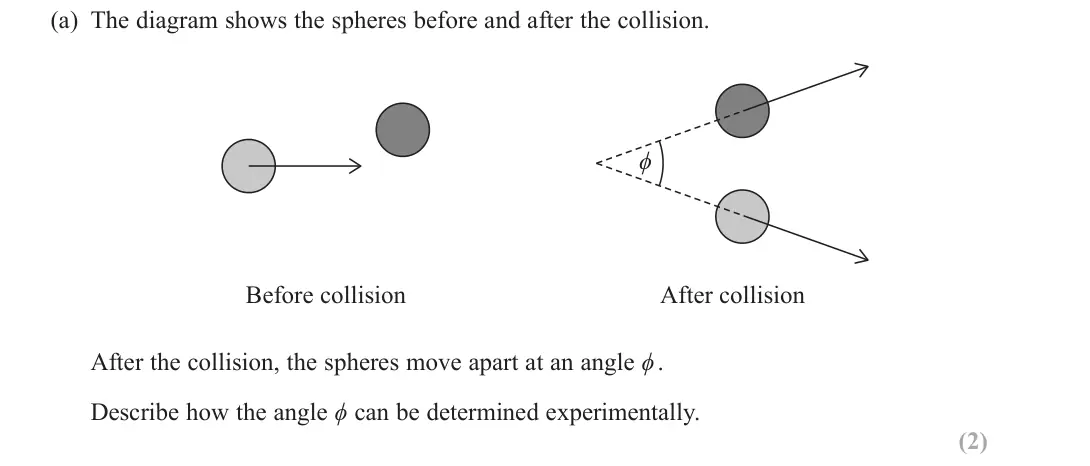 (a) The diagram shows the spheres before and after the collision.
ϕ
Before collision
After collision
After the collision, the spheres move apart at an angle ϕ.
Describe how the angle ϕ can be determined experimentally.
(2)